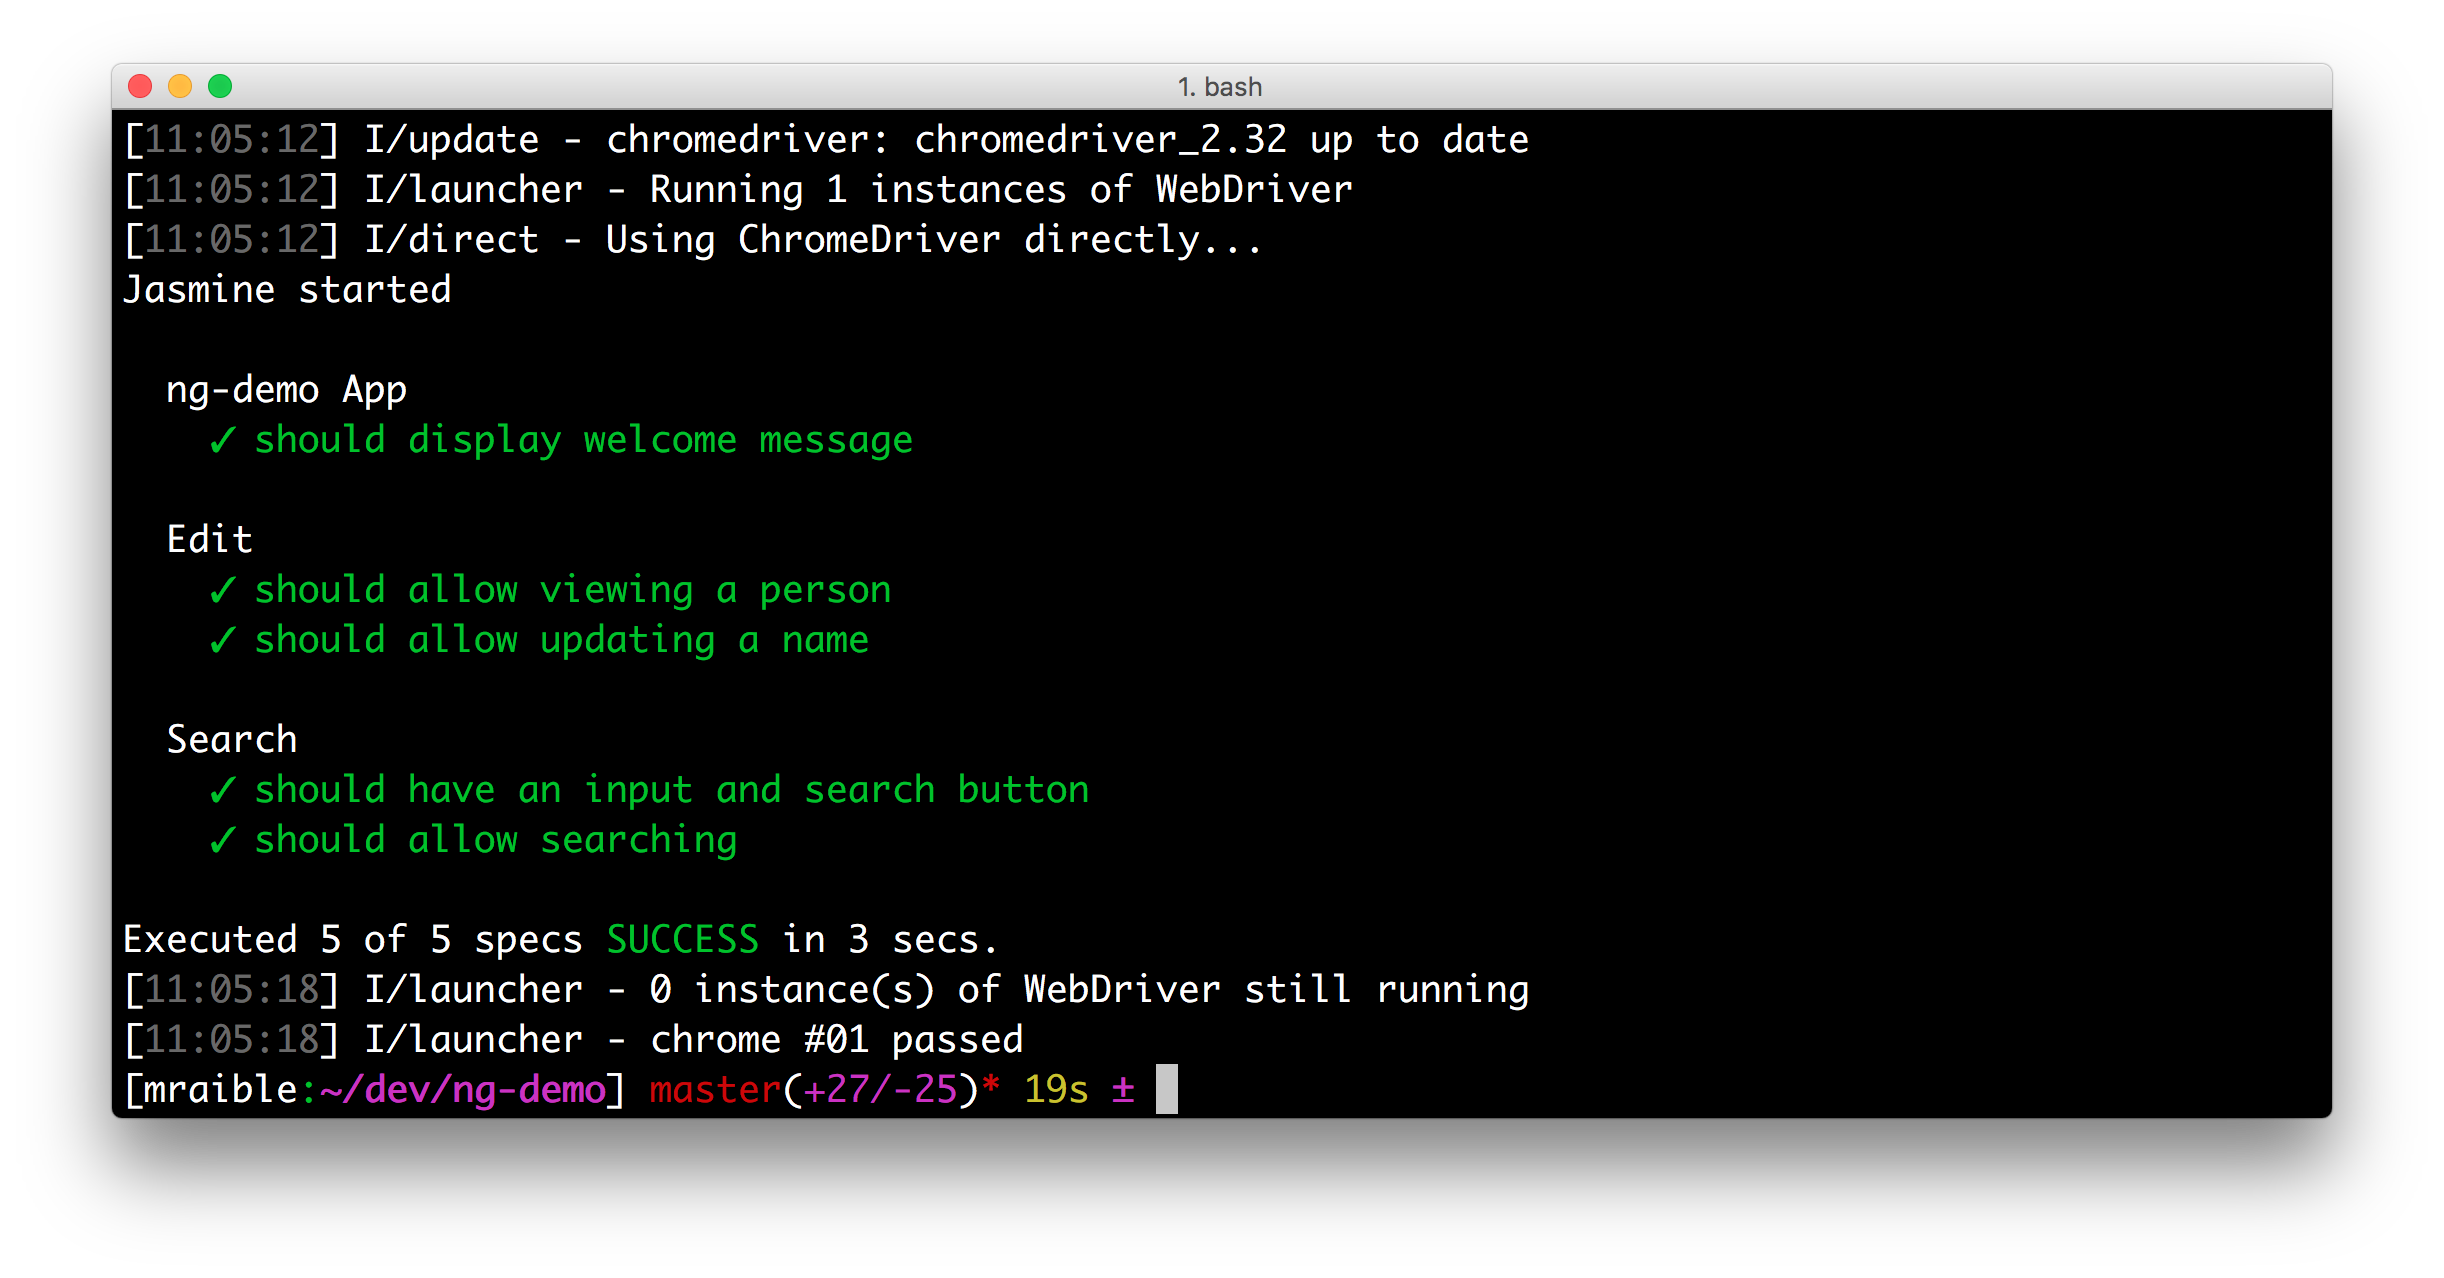 1. bash
[11:05:12] I/update - chromedriver: chromedriver_2.32 up to date
[11:05:12] I/launcher - Running 1 instances of WebDriver
[11:05:12] I/direct - Using ChromeDriver directly...
Jasmine started
ng-demo App
✓ should display welcome message
Edit
✓ should allow viewing a person
✓ should allow updating a name
Search
✓ should have an input and search button
✓ should allow searching
Executed 5 of 5 specs SUCCESS in 3 secs.
[11:05:18] I/launcher - 0 instance(s) of WebDriver still running
[11:05:18] I/launcher - chrome #01 passed
[mraible:~/dev/ng-demo] master(+27/-25)* 19s ±